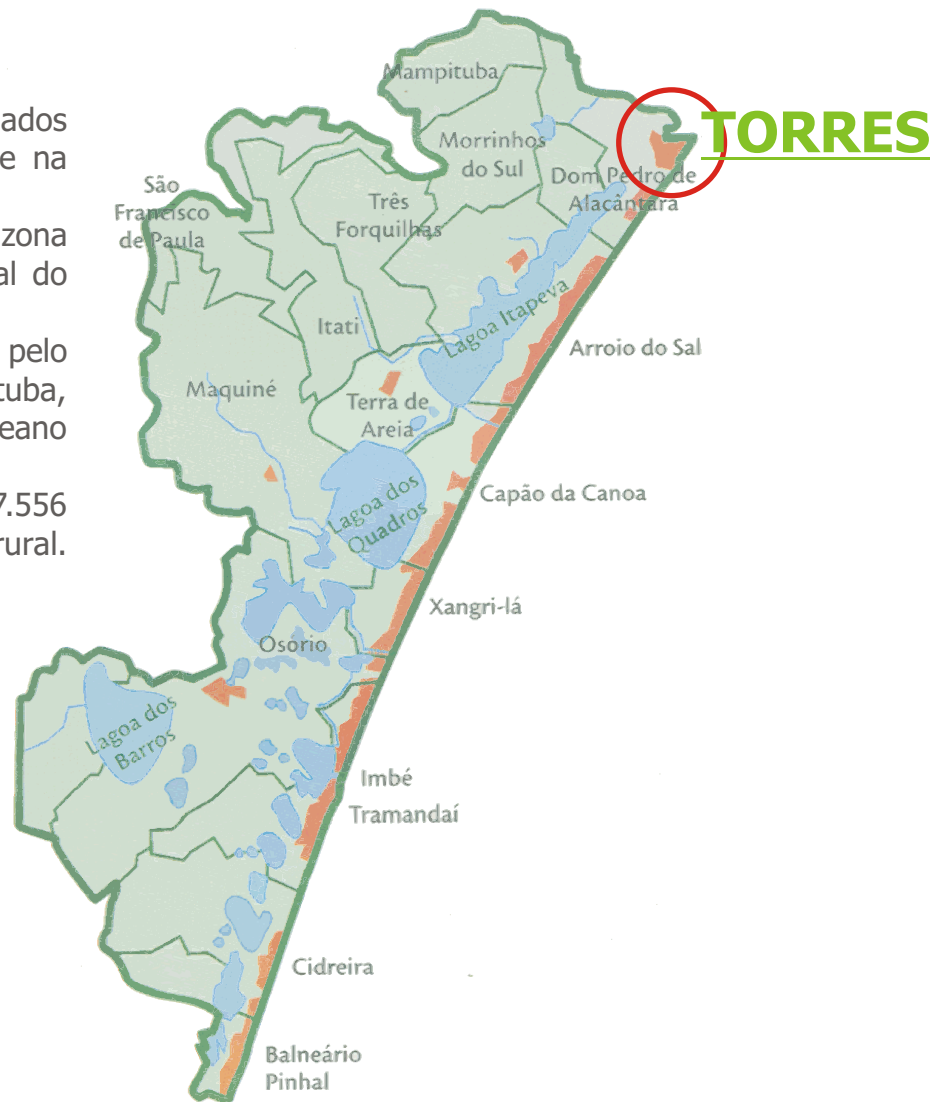 ados
e na
zona
al do
pelo
tuba,
eano
7.556
rural.
Mampituba
TORRES
Morrinhos
do Sul
Dom Pedro de
Alacântara
São
Francisco
de Paula
Três
Forquilhas
Itati
Lagoa Itapeva
Arroio do Sal
Maquiné
Terra de
Areia
Lagoa dos
Quadros
Capão da Canoa
Xangri-lá
Osório
Lagoa dos
Barros
Imbé
Tramandaí
Cidreira
Balneário
Pinhal